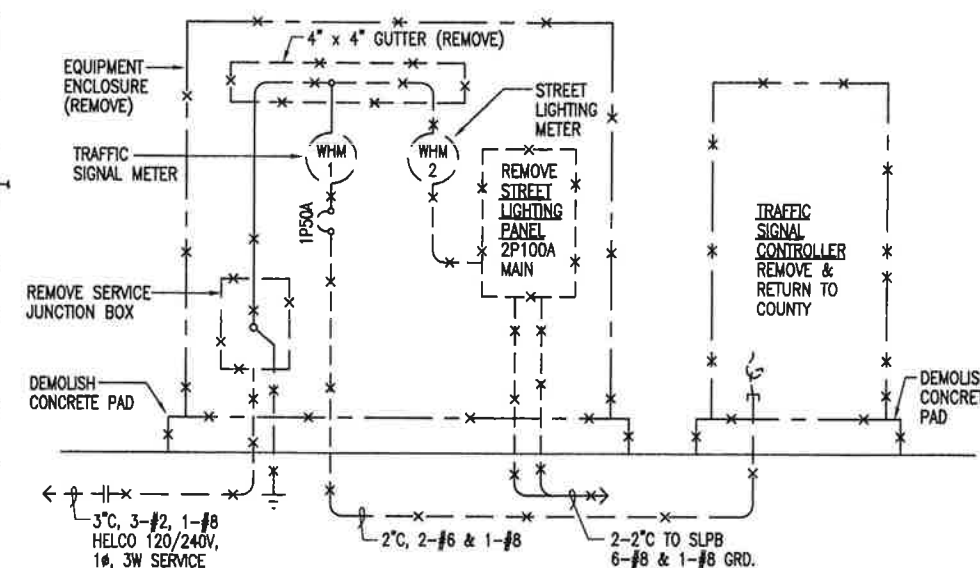 4" x 4" GUTTER (REMOVE)
EQUIPMENT
ENCLOSURE
(REMOVE)
STREET
LIGHTING
METER
TRAFFIC
SIGNAL METER
WHM
1
WHM
2
1P50A
REMOVE
STREET
LIGHTING
PANEL
2P100A
MAIN
TRAFFIC
SIGNAL
CONTROLLER
REMOVE &
RETURN TO
COUNTY
REMOVE SERVICE
JUNCTION BOX
DEMOLISH
CONCRETE PAD
DEMOLIS
CONCRETE
PAD
3"C, 3-#2, 1-#8
HELCO 120/240V,
1ø, 3W SERVICE
2"C, 2-#6 & 1-#8
2-2"C TO SLPB
6-#8 & 1-#8 GRD.